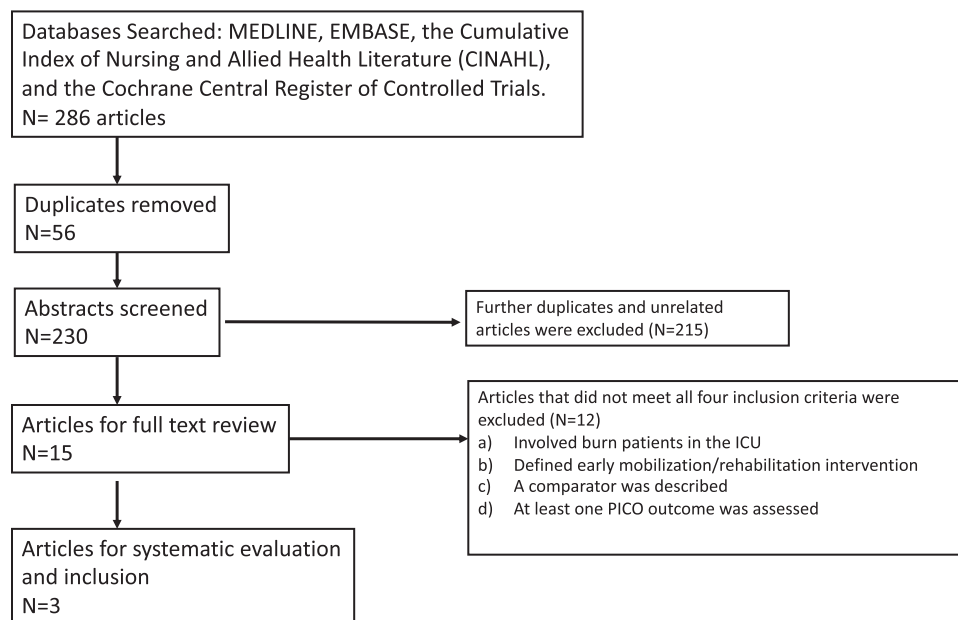 Databases Searched: MEDLINE, EMBASE, the Cumulative
Index of Nursing and Allied Health Literature (CINAHL),
and the Cochrane Central Register of Controlled Trials.
N= 286 articles
Duplicates removed
N=56
Abstracts screened
N=230
Further duplicates and unrelated
articles were excluded (N=215)
Articles for full text review
N=15
Articles that did not meet all four inclusion criteria were
excluded (N=12)
a) Involved burn patients in the ICU
b) Defined early mobilization/rehabilitation intervention
c) A comparator was described
d) At least one PICO outcome was assessed
Articles for systematic evaluation
and inclusion
N=3